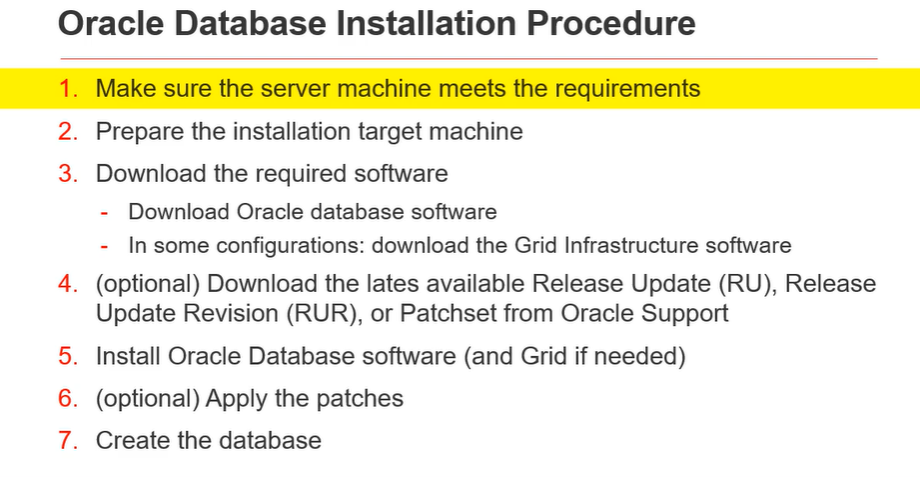 Oracle Database Installation Procedure
1. Make sure the server machine meets the requirements
2. Prepare the installation target machine
3. Download the required software
- Download Oracle database software
- In some configurations: download the Grid Infrastructure software
4. (optional) Download the lates available Release Update (RU), Release
Update Revision (RUR), or Patchset from Oracle Support
5. Install Oracle Database software (and Grid if needed)
6. (optional) Apply the patches
7. Create the database